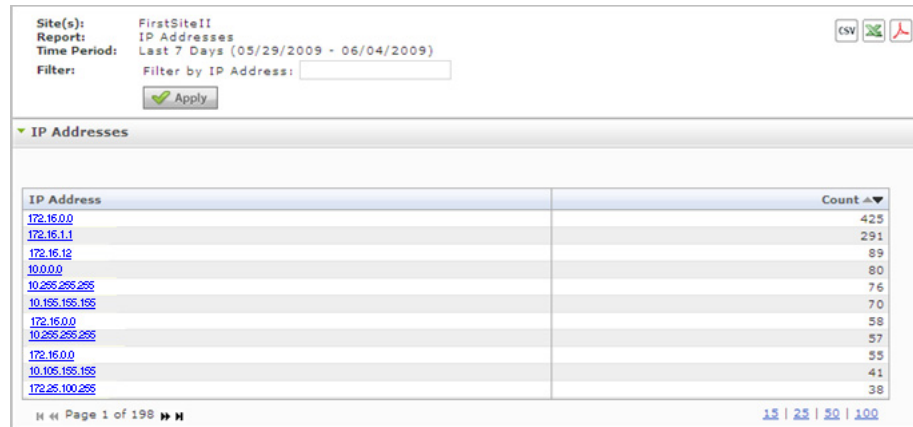 Site(s): FirstSiteII
Report: IP Addresses
Time Period: Last 7 Days (05/29/2009 - 06/04/2009)
Filter: Filter by IP Address:
Apply
CSV
IP Addresses
IP Address Count
172.16.0.0 425
172.16.1.1 291
172.16.12 89
10.0.0.0 80
10.255.255.255 76
10.155.155.155 70
172.16.0.0 58
10.255.255.255 57
172.16.0.0 55
10.105.155.155 41
172.25.100.255 38
Page 1 of 198 15 | 25 | 50 | 100